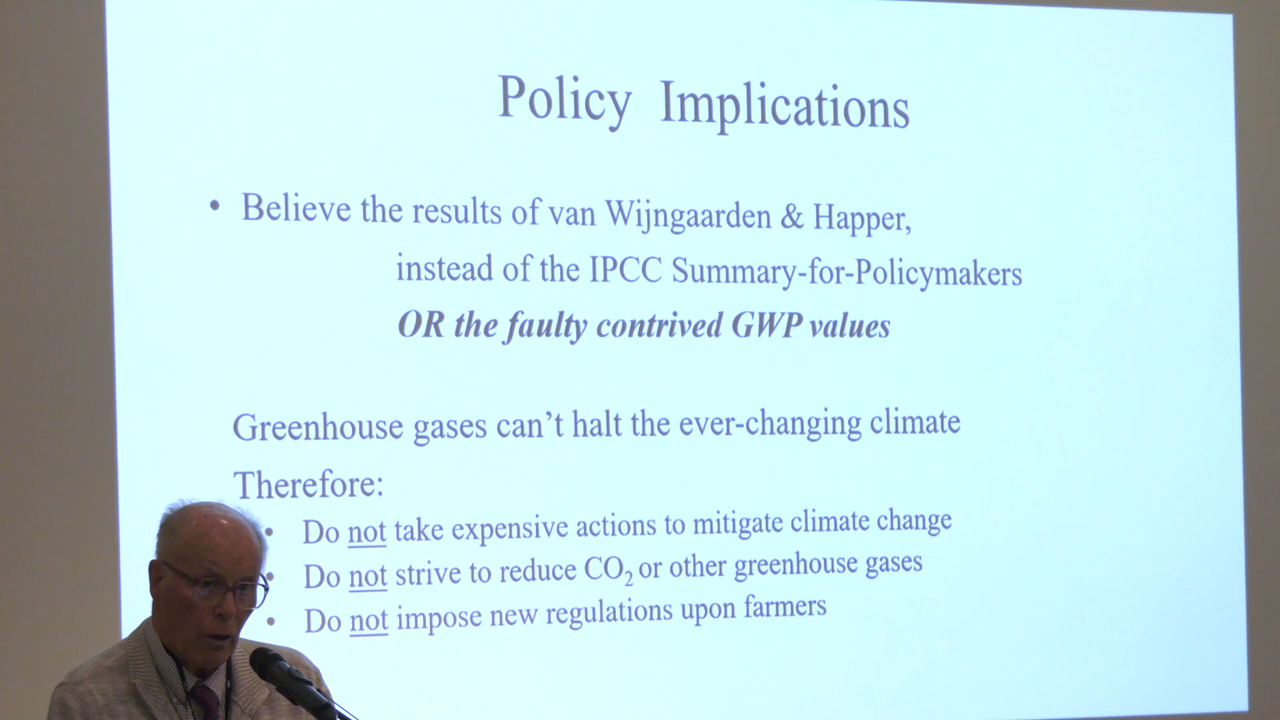 Policy Implications
• Believe the results of van Wijngaarden & Happer,
instead of the IPCC Summary-for-Policymakers
OR the faulty contrived GWP values
Greenhouse gases can't halt the ever-changing climate
Therefore:
• Do not take expensive actions to mitigate climate change
• Do not strive to reduce CO₂ or other greenhouse gases
• Do not impose new regulations upon farmers